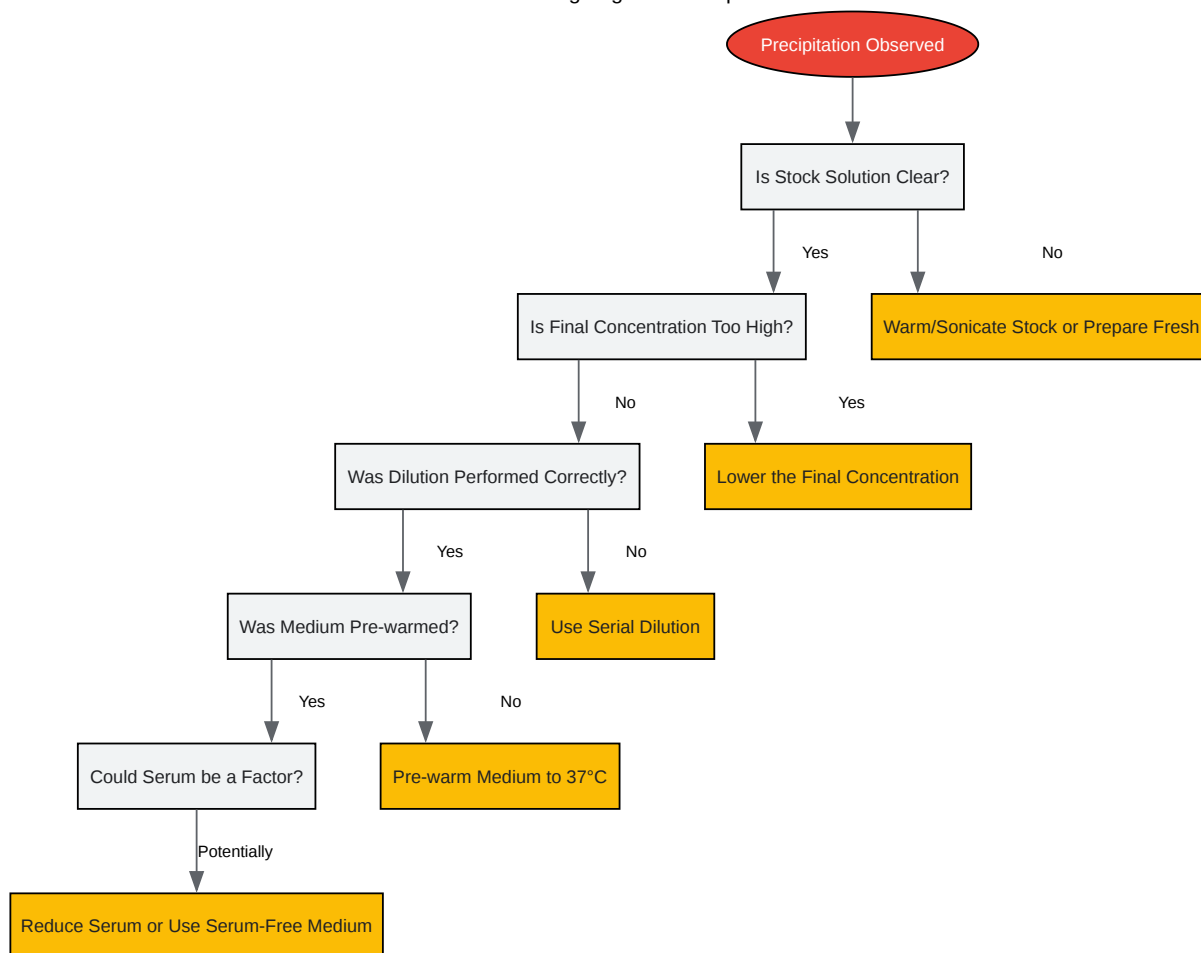 Precipitation Observed
Is Stock Solution Clear?
Yes
No
Is Final Concentration Too High?
Warm/Sonicate Stock or Prepare Fresh
No
Yes
Was Dilution Performed Correctly?
Lower the Final Concentration
Yes
No
Was Medium Pre-warmed?
Use Serial Dilution
Yes
No
Could Serum be a Factor?
Pre-warm Medium to 37°C
Potentially
Reduce Serum or Use Serum-Free Medium